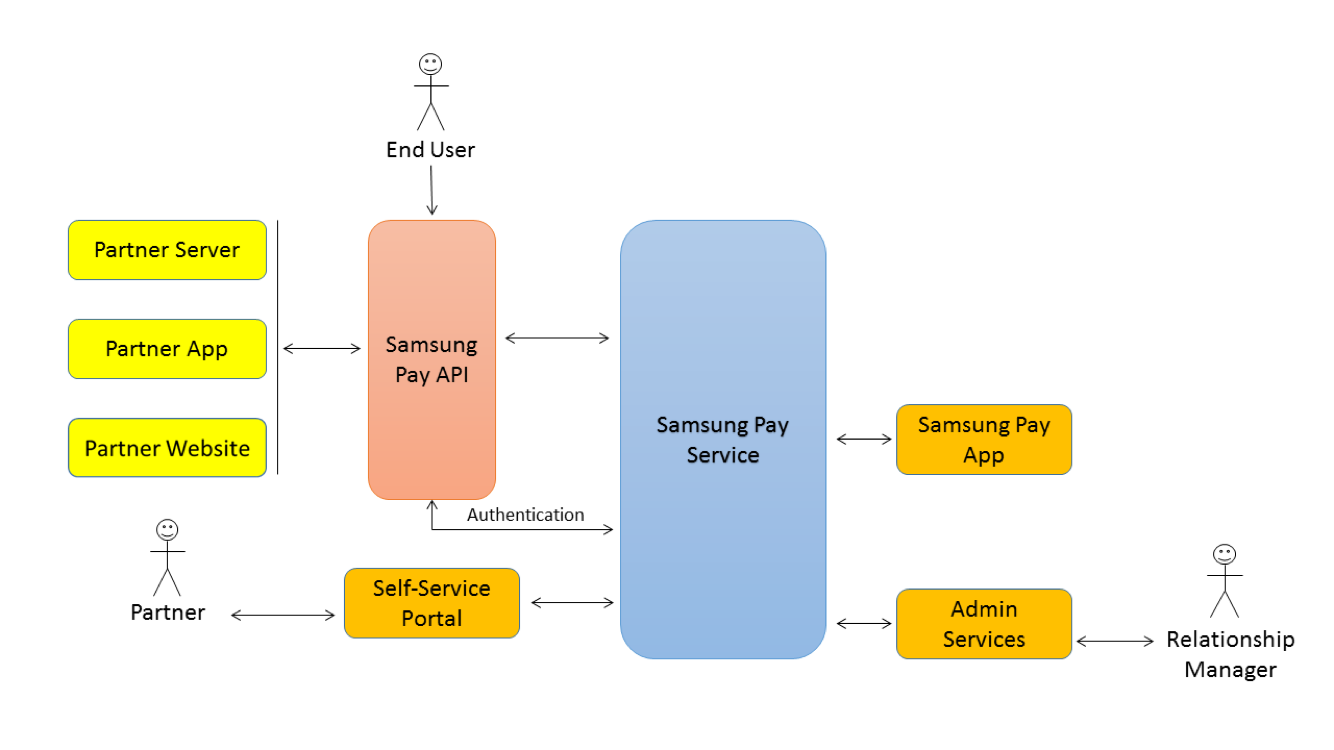 End User
Partner Server
Partner App
Partner Website
Samsung
Pay API
Samsung Pay
Service
Samsung Pay
App
Authentication
Partner
Self-Service
Portal
Admin
Services
Relationship
Manager